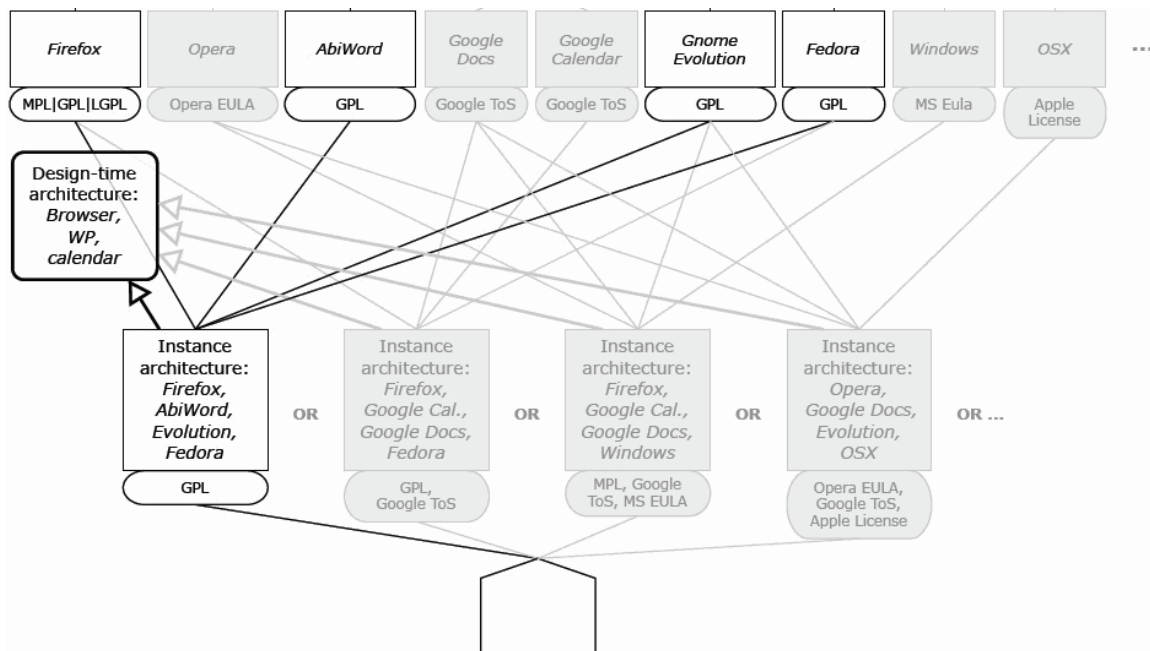 Firefox
Opera
AbiWord
Google
Docs
Google
Calendar
Gnome
Evolution
Fedora
Windows
OSX
...
MPL|GPL|LGPL
Opera EULA
GPL
Google ToS
Google ToS
GPL
GPL
MS Eula
Apple
License
Design-time
architecture:
Browser,
WP,
calendar
Instance
architecture:
Firefox,
AbiWord,
Evolution,
Fedora
GPL
OR
Instance
architecture:
Firefox,
Google Cal.,
Google Docs,
Fedora
GPL,
Google ToS
OR
Instance
architecture:
Firefox,
Google Cal.,
Google Docs,
Windows
MPL, Google
ToS, MS EULA
OR
Instance
architecture:
Opera,
Google Docs,
Evolution,
OSX
Opera EULA,
Google ToS,
Apple License
OR ...